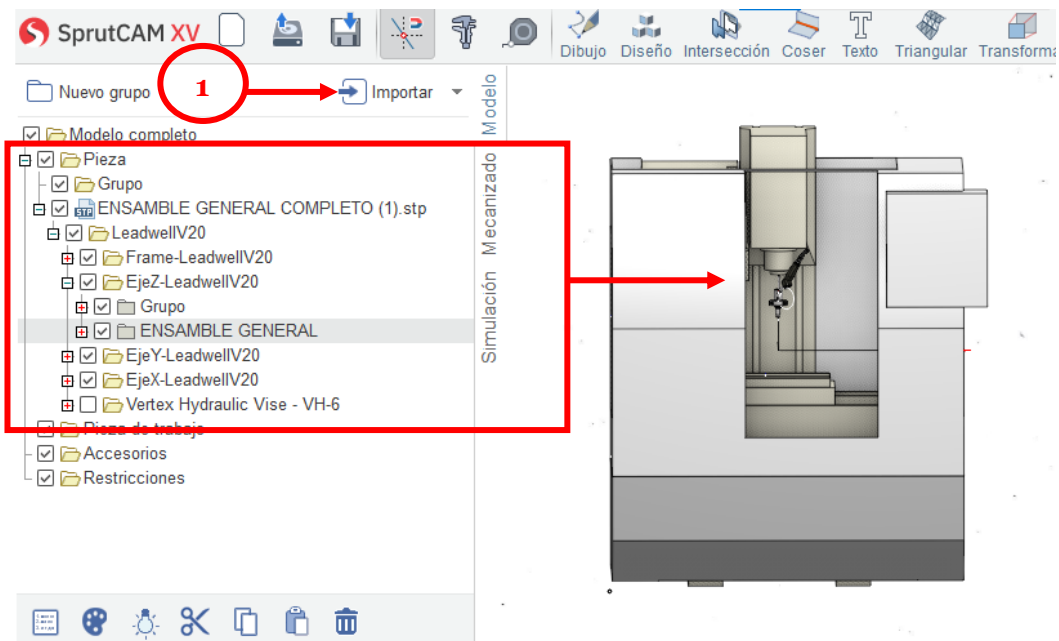 SprutCAM XV
Dibujo Diseño Intersección Coser Texto Triangular Transforma
Nuevo grupo
1
Importar
Modelo
Mecanizado
Simulación
Modelo completo
Pieza
Grupo
STP ENSAMBLE GENERAL COMPLETO (1).stp
LeadwellV20
Frame-LeadwellV20
EjeZ-LeadwellV20
Grupo
ENSAMBLE GENERAL
EjeY-LeadwellV20
EjeX-LeadwellV20
Vertex Hydraulic Vise - VH-6
Pieza de trabajo
Accesorios
Restricciones